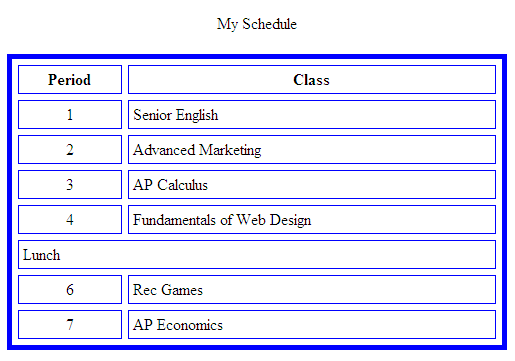 My Schedule
Period Class
1 Senior English
2 Advanced Marketing
3 AP Calculus
4 Fundamentals of Web Design
Lunch
6 Rec Games
7 AP Economics